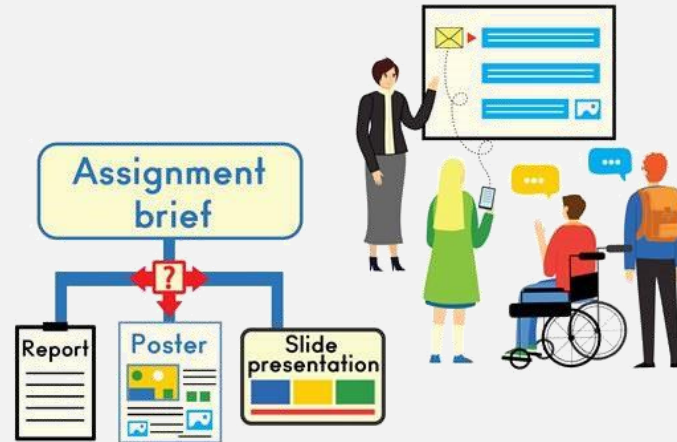 Assignment
brief
?
Report
Poster
Slide
presentation